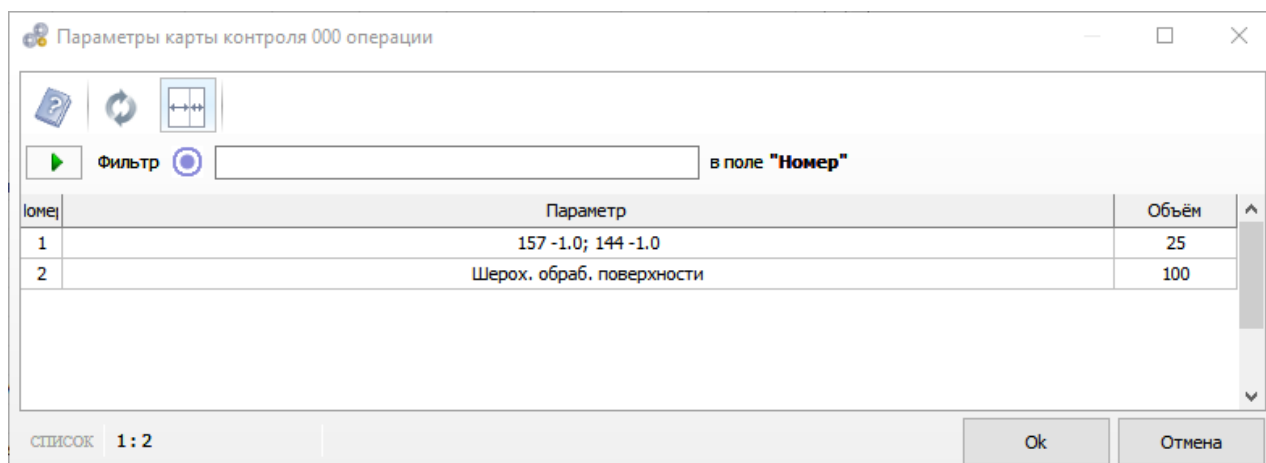 Параметры карты контроля 000 операции
Фильтр в поле "Номер"
Номер Параметр Объём
1 157 -1.0; 144 -1.0 25
2 Шерох. обраб. поверхности 100
список 1 : 2 Ok Отмена